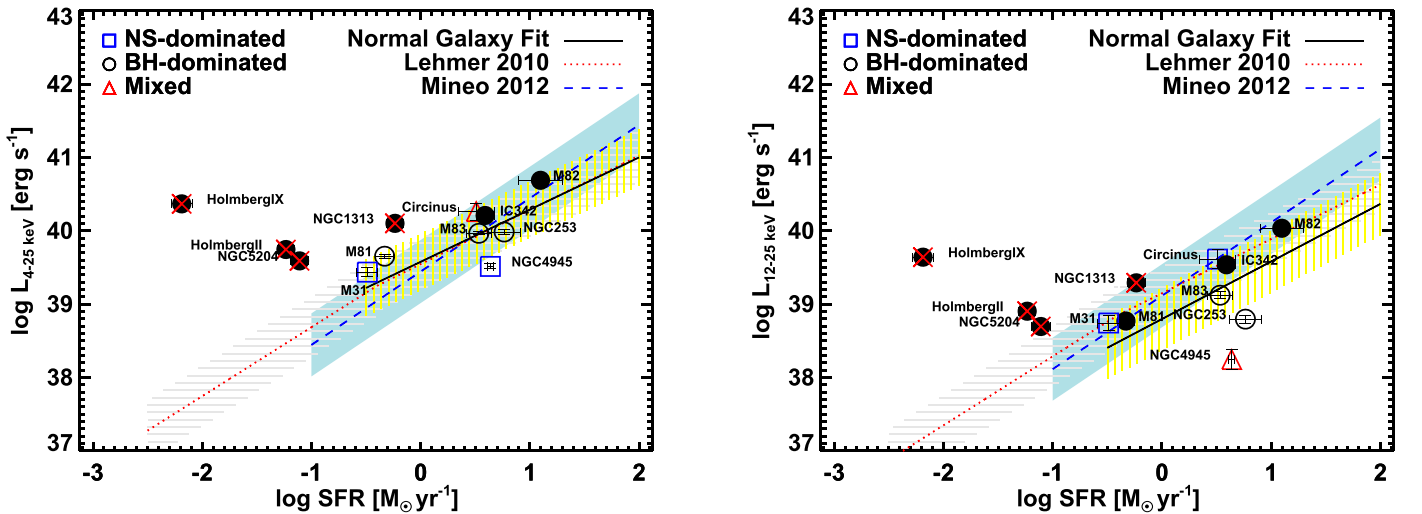 43
42
41
40
39
38
37
log L4-25 keV [erg s-1]
NS-dominated
BH-dominated
Mixed
Normal Galaxy Fit
Lehmer 2010
Mineo 2012
HolmbergIX
HolmbergII
NGC5204
NGC1313
M81
M31
Circinus
M83
IC342
NGC253
NGC4945
M82
-3 -2 -1 0 1 2
log SFR [M⊙ yr-1]
43
42
41
40
39
38
37
log L12-25 keV [erg s-1]
NS-dominated
BH-dominated
Mixed
Normal Galaxy Fit
Lehmer 2010
Mineo 2012
HolmbergIX
HolmbergII
NGC5204
NGC1313
M31
M81
Circinus
IC342
M83
NGC253
NGC4945
M82
-3 -2 -1 0 1 2
log SFR [M⊙ yr-1]